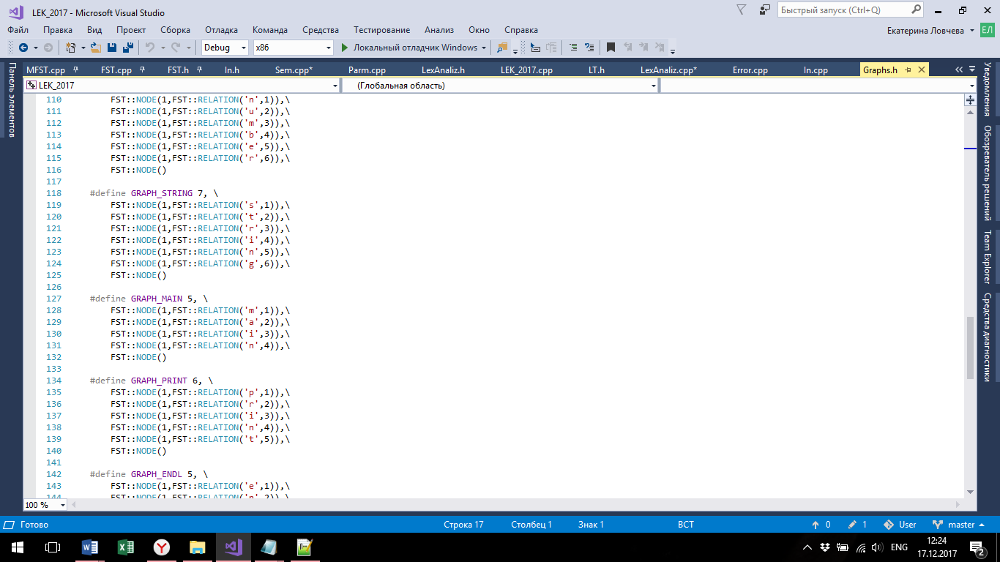 LEK_2017 - Microsoft Visual Studio
Быстрый запуск (Ctrl+Q)
Файл Правка Вид Проект Сборка Отладка Команда Средства Тестирование Анализ Окно Справка
Екатерина Ловчева ЕЛ
Debug x86 Локальный отладчик Windows
MFST.cpp FST.cpp FST.h In.h Sem.cpp* Parm.cpp LexAnaliz.h LEK_2017.cpp LT.h LexAnaliz.cpp* Error.cpp In.cpp Graphs.h
LEK_2017 (Глобальная область)
Панель элементов
110 FST::NODE(1,FST::RELATION('n',1)),\
111 FST::NODE(1,FST::RELATION('u',2)),\
112 FST::NODE(1,FST::RELATION('m',3)),\
113 FST::NODE(1,FST::RELATION('b',4)),\
114 FST::NODE(1,FST::RELATION('e',5)),\
115 FST::NODE(1,FST::RELATION('r',6)),\
116 FST::NODE()
117
118 #define GRAPH_STRING 7, \
119 FST::NODE(1,FST::RELATION('s',1)),\
120 FST::NODE(1,FST::RELATION('t',2)),\
121 FST::NODE(1,FST::RELATION('r',3)),\
122 FST::NODE(1,FST::RELATION('i',4)),\
123 FST::NODE(1,FST::RELATION('n',5)),\
124 FST::NODE(1,FST::RELATION('g',6)),\
125 FST::NODE()
126
127 #define GRAPH_MAIN 5, \
128 FST::NODE(1,FST::RELATION('m',1)),\
129 FST::NODE(1,FST::RELATION('a',2)),\
130 FST::NODE(1,FST::RELATION('i',3)),\
131 FST::NODE(1,FST::RELATION('n',4)),\
132 FST::NODE()
133
134 #define GRAPH_PRINT 6, \
135 FST::NODE(1,FST::RELATION('p',1)),\
136 FST::NODE(1,FST::RELATION('r',2)),\
137 FST::NODE(1,FST::RELATION('i',3)),\
138 FST::NODE(1,FST::RELATION('n',4)),\
139 FST::NODE(1,FST::RELATION('t',5)),\
140 FST::NODE()
141
142 #define GRAPH_ENDL 5, \
143 FST::NODE(1,FST::RELATION('e',1)),\
144 FST::NODE(1,FST::RELATION('n',2)),\
Уведомления
Обозреватель решений
Team Explorer
Средства диагностики
100 %
Готово Строка 17 Столбец 1 Знак 1 ВСТ 0 1 User master
ENG 12:24
17.12.2017 2